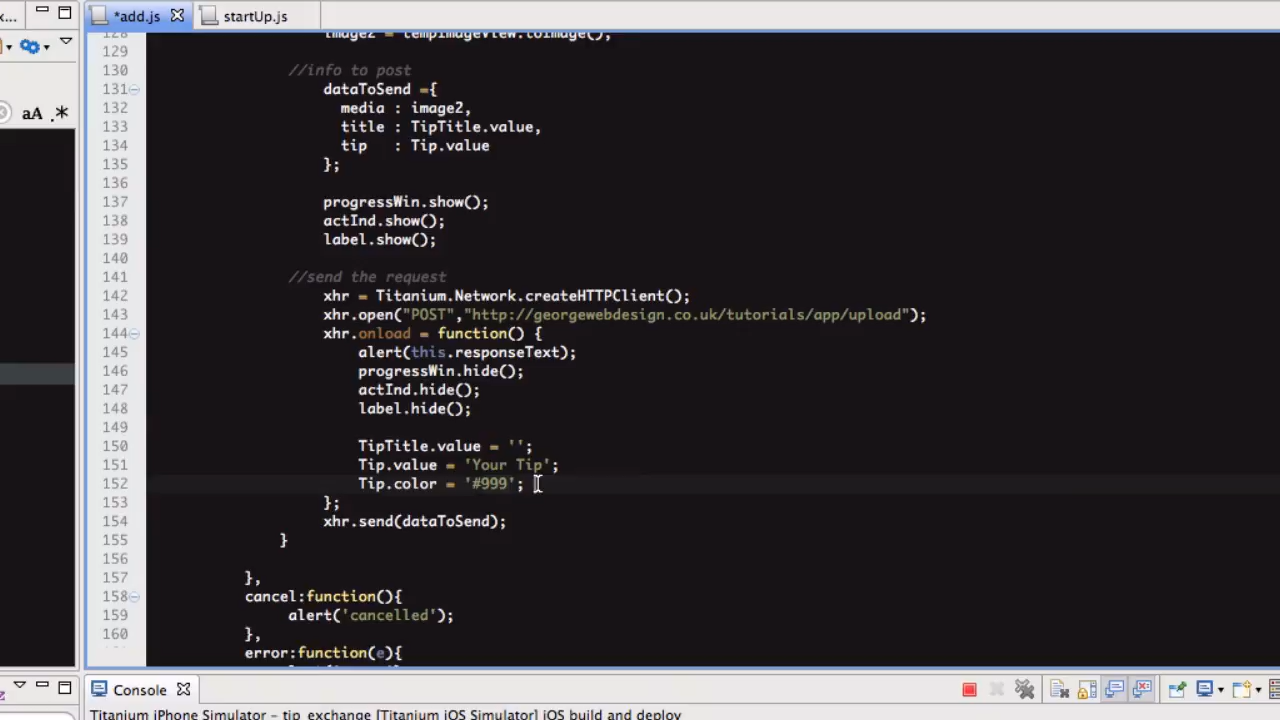 x...
*add.js
startUp.js
aA .*
128 image2 = tempImageView.toImage(),
129
130 //info to post
131 dataToSend ={
132 media : image2,
133 title : TipTitle.value,
134 tip : Tip.value
135 };
136
137 progressWin.show();
138 actInd.show();
139 label.show();
140
141 //send the request
142 xhr = Titanium.Network.createHTTPClient();
143 xhr.open("POST","http://georgewebdesign.co.uk/tutorials/app/upload");
144 xhr.onload = function() {
145 alert(this.responseText);
146 progressWin.hide();
147 actInd.hide();
148 label.hide();
149
150 TipTitle.value = '';
151 Tip.value = 'Your Tip';
152 Tip.color = '#999';
153 };
154 xhr.send(dataToSend);
155 }
156
157 },
158 cancel:function(){
159 alert('cancelled');
160 },
error:function(e){
Console
Titanium iPhone Simulator - tip_exchange [Titanium iOS Simulator] iOS build and deploy